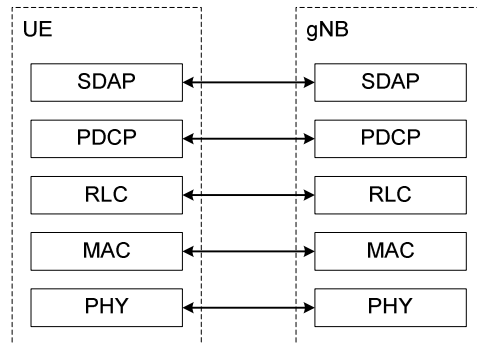 UE gNB
SDAP SDAP
PDCP PDCP
RLC RLC
MAC MAC
PHY PHY